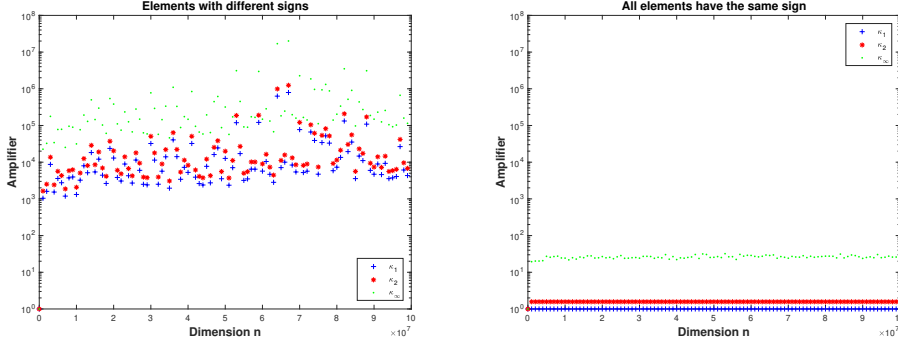 Elements with different signs
10^8
10^7
10^6
10^5
10^4
10^3
10^2
10^1
10^0
Amplifier
κ_1
κ_2
κ_∞
0 1 2 3 4 5 6 7 8 9 10
×10^7
Dimension n
All elements have the same sign
10^8
10^7
10^6
10^5
10^4
10^3
10^2
10^1
10^0
Amplifier
κ_1
κ_2
κ_∞
0 1 2 3 4 5 6 7 8 9 10
×10^7
Dimension n